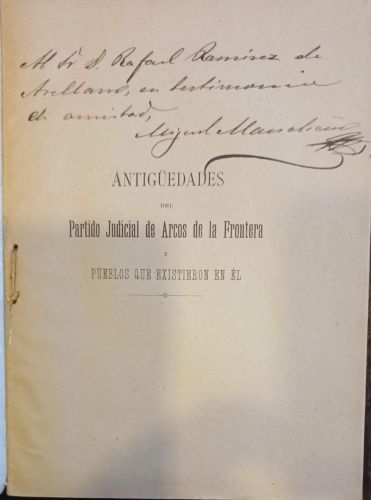 Al Sr. D. Rafael Ramirez de
Arellano, en testimonio
de amistad,
Miguel Mancheño
ANTIGÜEDADES
DEL
Partido Judicial de Arcos de la Frontera
Y
PUEBLOS QUE EXISTIERON EN ÉL